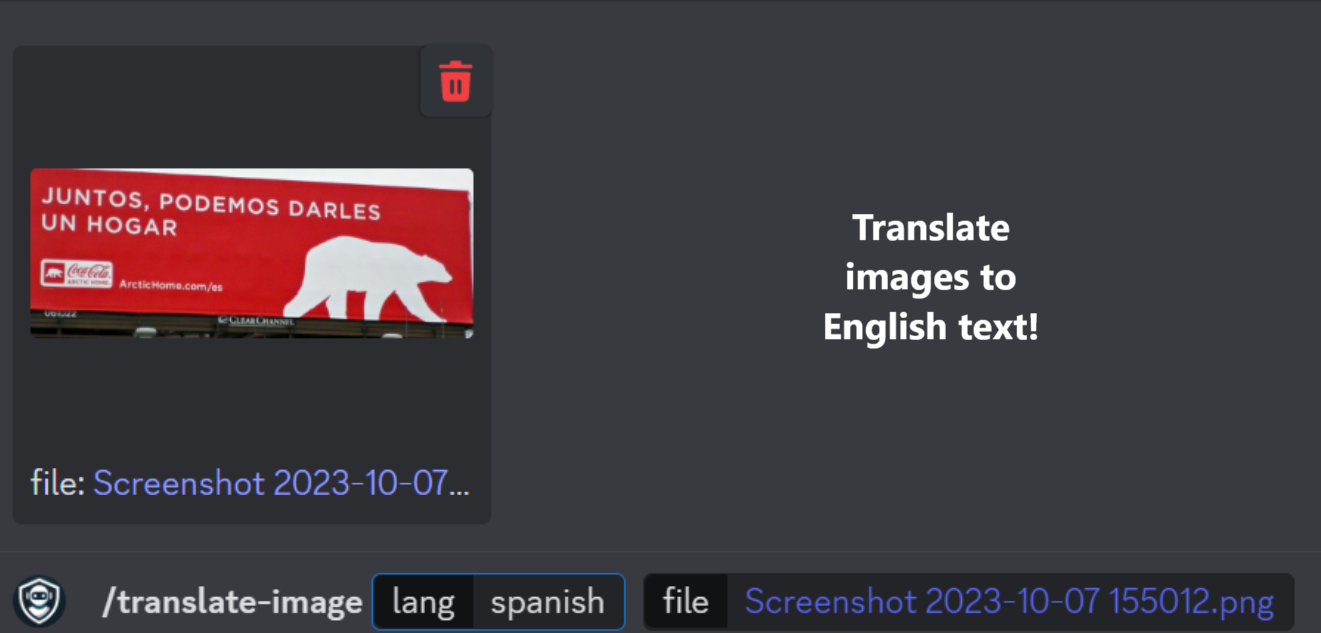 JUNTOS, PODEMOS DARLES
UN HOGAR
Coca-Cola
ARCTIC HOME
ArcticHome.com/es
CLEAR CHANNEL
Translate
images to
English text!
file: Screenshot 2023-10-07...
/translate-image lang spanish file Screenshot 2023-10-07 155012.png